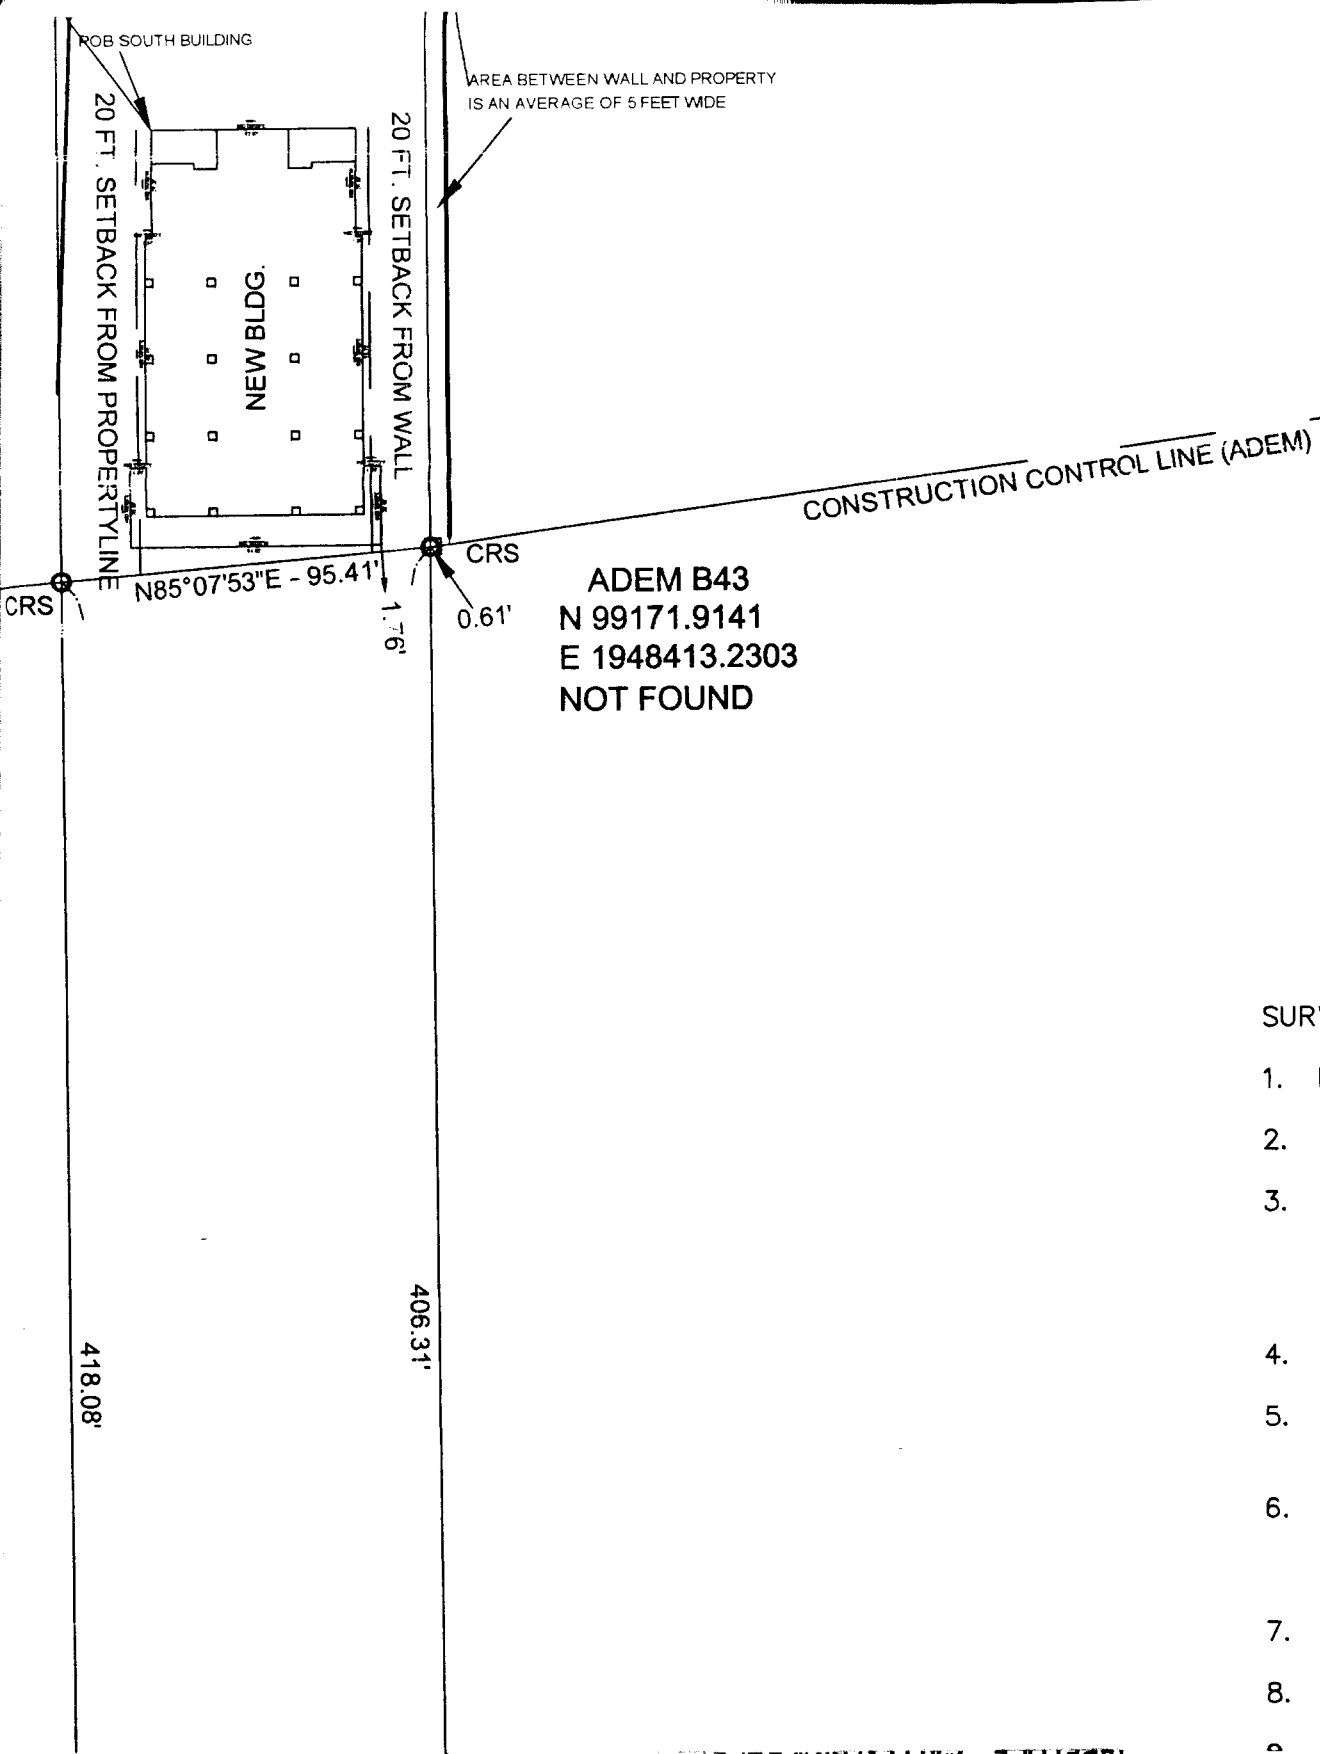 POB SOUTH BUILDING
AREA BETWEEN WALL AND PROPERTY
IS AN AVERAGE OF 5 FEET WIDE
20 FT. SETBACK FROM PROPERTYLINE
NEW BLDG.
20 FT. SETBACK FROM WALL
CONSTRUCTION CONTROL LINE (ADEM)
CRS
N85°07'53"E - 95.41'
CRS
1.76'
0.61'
ADEM B43
N 99171.9141
E 1948413.2303
NOT FOUND
406.31'
418.08'
SUR
1.
2.
3.
4.
5.
6.
7.
8.